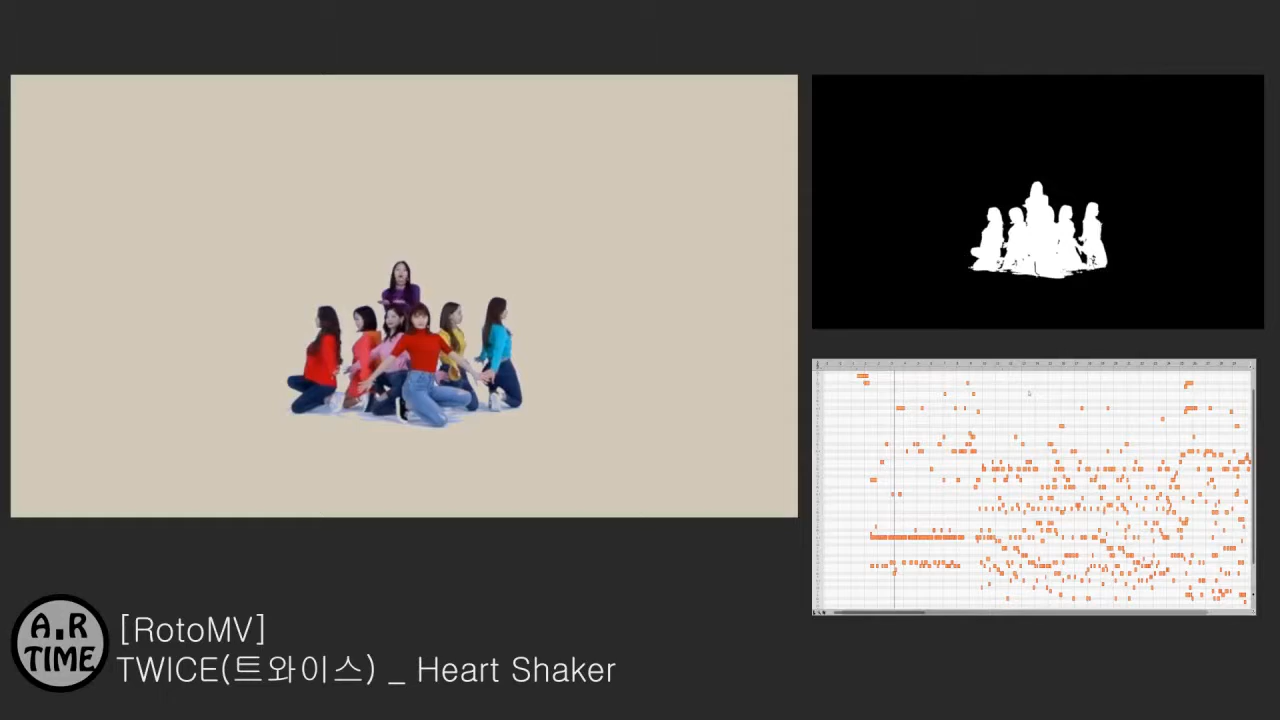 A.R
TIME
[RotoMV]
TWICE(트와이스) _ Heart Shaker